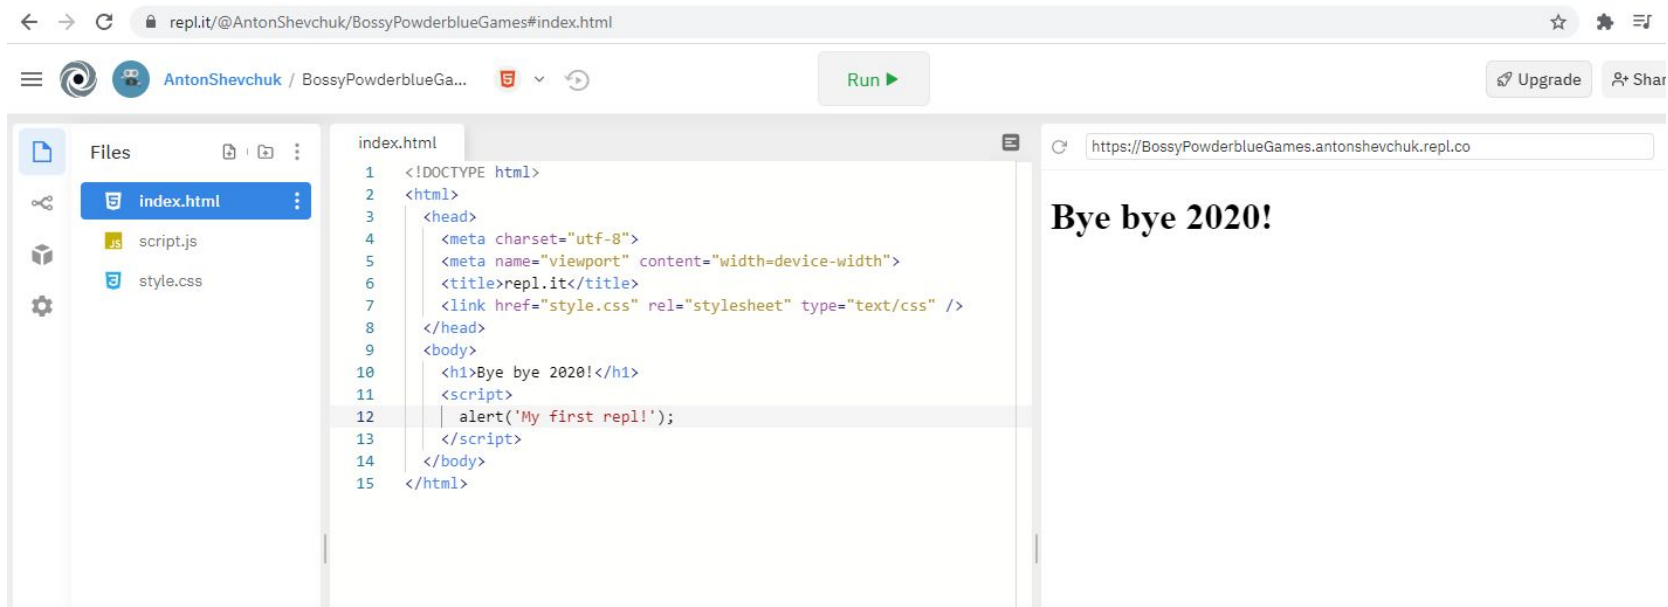 repl.it/@AntonShevchuk/BossyPowderblueGames#index.html
AntonShevchuk / BossyPowderblueGa...
Run
Upgrade
Shar
Files
index.html
script.js
JS
style.css
index.html
1 <!DOCTYPE html>
2 <html>
3 <head>
4 <meta charset="utf-8">
5 <meta name="viewport" content="width=device-width">
6 <title>repl.it</title>
7 <link href="style.css" rel="stylesheet" type="text/css" />
8 </head>
9 <body>
10 <h1>Bye bye 2020!</h1>
11 <script>
12 alert('My first repl!');
13 </script>
14 </body>
15 </html>
https://BossyPowderblueGames.antonshevchuk.repl.co
Bye bye 2020!